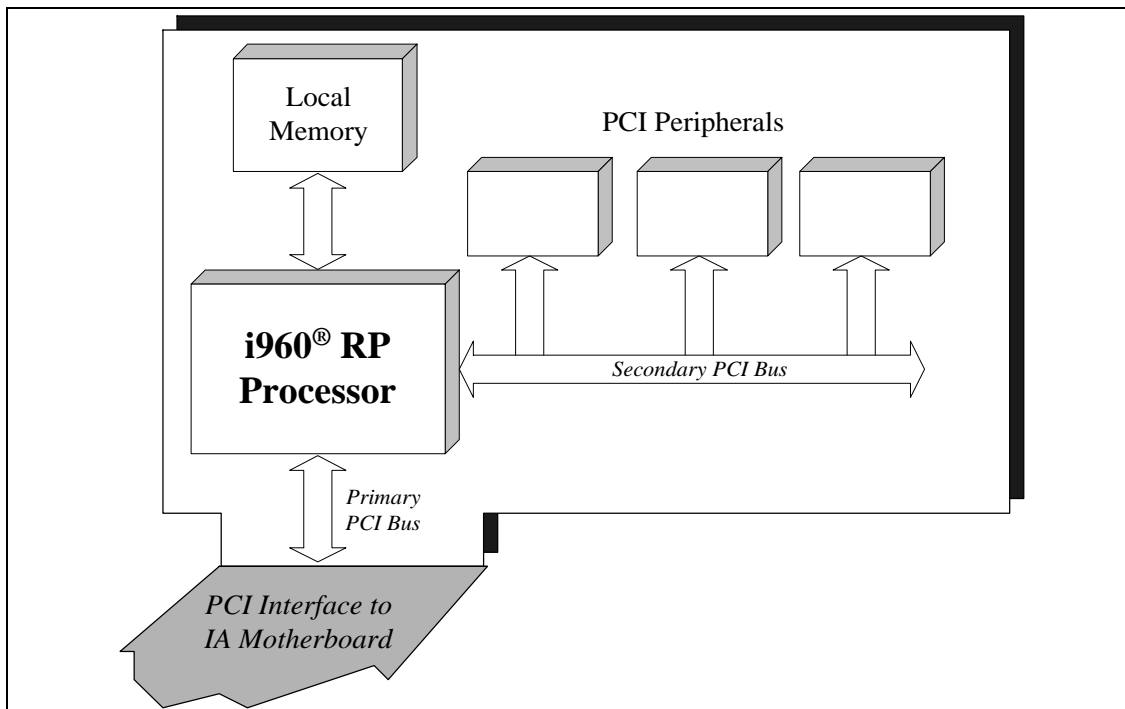 Local
Memory
PCI Peripherals
i960® RP
Processor
Secondary PCI Bus
Primary
PCI Bus
PCI Interface to
IA Motherboard